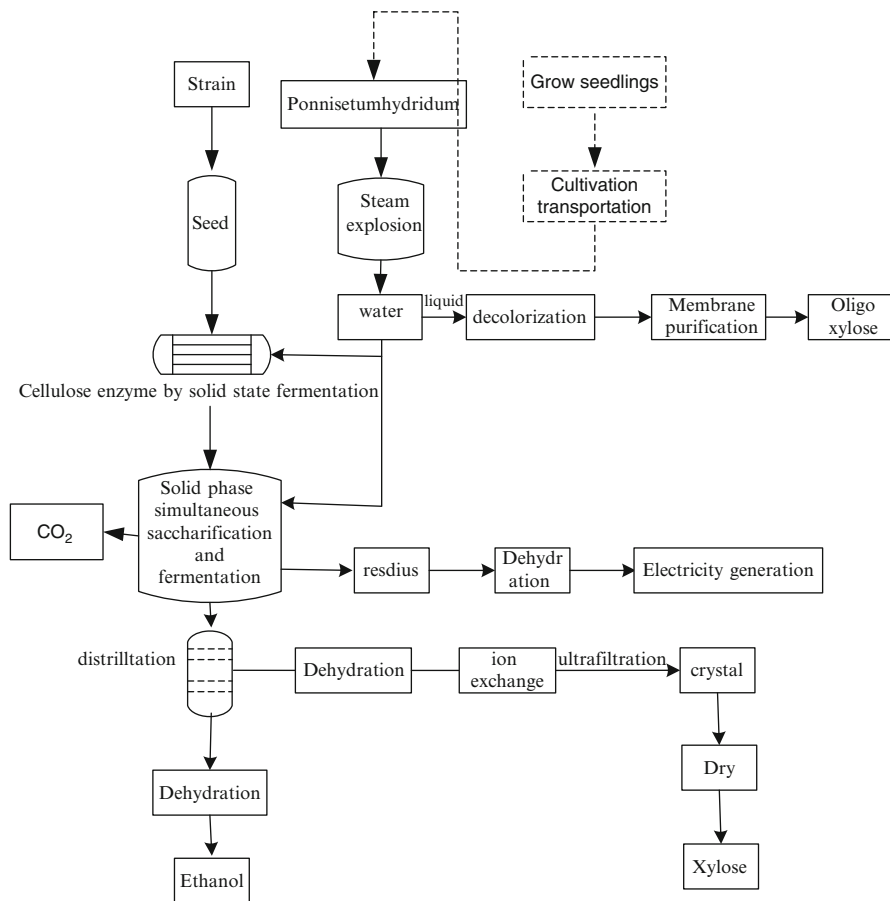 Strain
Ponnisetumhydridum
Grow seedlings
Seed
Steam
explosion
Cultivation
transportation
water
liquid
decolorization
Membrane
purification
Oligo
xylose
Cellulose enzyme by solid state fermentation
CO2
Solid phase
simultaneous
saccharification
and
fermentation
resdius
Dehydr
ation
Electricity generation
distrilltation
Dehydration
ion
exchange
ultrafiltration
crystal
Dehydration
Dry
Ethanol
Xylose